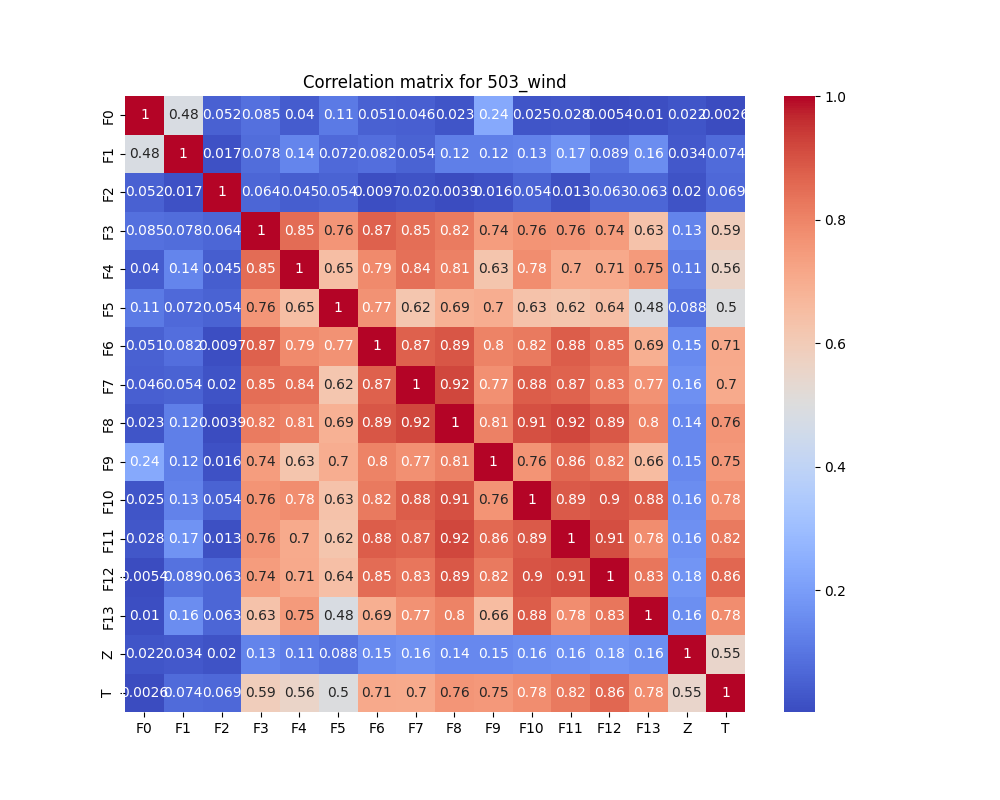 Correlation matrix for 503_wind
F0 1 0.48 0.052 0.085 0.04 0.11 0.051 0.046 0.023 0.24 0.025 0.028 0.0054 0.01 0.022 0.0026
F1 0.48 1 0.017 0.078 0.14 0.072 0.082 0.054 0.12 0.12 0.13 0.17 0.089 0.16 0.034 0.074
F2 0.052 0.017 1 0.064 0.045 0.054 0.0097 0.02 0.0039 0.016 0.054 0.013 0.063 0.063 0.02 0.069
F3 0.085 0.078 0.064 1 0.85 0.76 0.87 0.85 0.82 0.74 0.76 0.76 0.74 0.63 0.13 0.59
F4 0.04 0.14 0.045 0.85 1 0.65 0.79 0.84 0.81 0.63 0.78 0.7 0.71 0.75 0.11 0.56
F5 0.11 0.072 0.054 0.76 0.65 1 0.77 0.62 0.69 0.7 0.63 0.62 0.64 0.48 0.088 0.5
F6 0.051 0.082 0.0097 0.87 0.79 0.77 1 0.87 0.89 0.8 0.82 0.88 0.85 0.69 0.15 0.71
F7 0.046 0.054 0.02 0.85 0.84 0.62 0.87 1 0.92 0.77 0.88 0.87 0.83 0.77 0.16 0.7
F8 0.023 0.12 0.0039 0.82 0.81 0.69 0.89 0.92 1 0.81 0.91 0.92 0.89 0.8 0.14 0.76
F9 0.24 0.12 0.016 0.74 0.63 0.7 0.8 0.77 0.81 1 0.76 0.86 0.82 0.66 0.15 0.75
F10 0.025 0.13 0.054 0.76 0.78 0.63 0.82 0.88 0.91 0.76 1 0.89 0.9 0.88 0.16 0.78
F11 0.028 0.17 0.013 0.76 0.7 0.62 0.88 0.87 0.92 0.86 0.89 1 0.91 0.78 0.16 0.82
F12 0.0054 0.089 0.063 0.74 0.71 0.64 0.85 0.83 0.89 0.82 0.9 0.91 1 0.83 0.18 0.86
F13 0.01 0.16 0.063 0.63 0.75 0.48 0.69 0.77 0.8 0.66 0.88 0.78 0.83 1 0.16 0.78
Z 0.022 0.034 0.02 0.13 0.11 0.088 0.15 0.16 0.14 0.15 0.16 0.16 0.18 0.16 1 0.55
T 0.0026 0.074 0.069 0.59 0.56 0.5 0.71 0.7 0.76 0.75 0.78 0.82 0.86 0.78 0.55 1
F0 F1 F2 F3 F4 F5 F6 F7 F8 F9 F10 F11 F12 F13 Z T
1.0
0.8
0.6
0.4
0.2